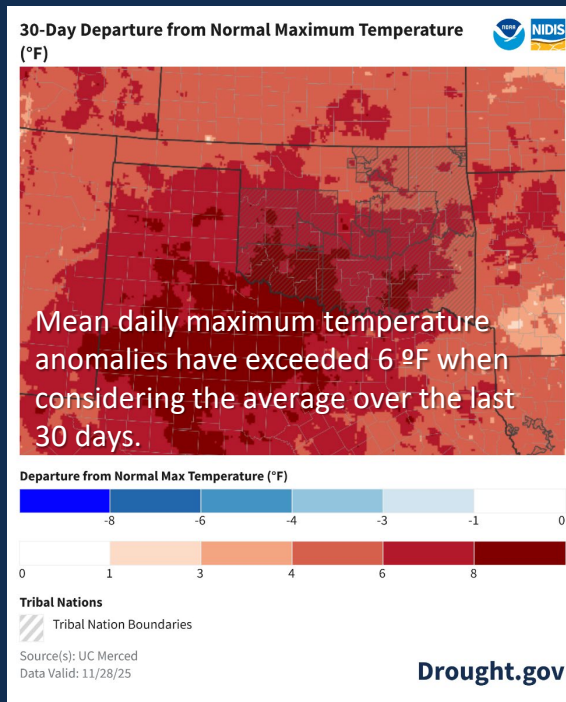 30-Day Departure from Normal Maximum Temperature
(°F)
NOAA
NIDIS
Mean daily maximum temperature
anomalies have exceeded 6 ºF when
considering the average over the last
30 days.
Departure from Normal Max Temperature (°F)
-8 -6 -4 -3 -1 0
0 1 3 4 6 8
Tribal Nations
Tribal Nation Boundaries
Source(s): UC Merced
Data Valid: 11/28/25
Drought.gov